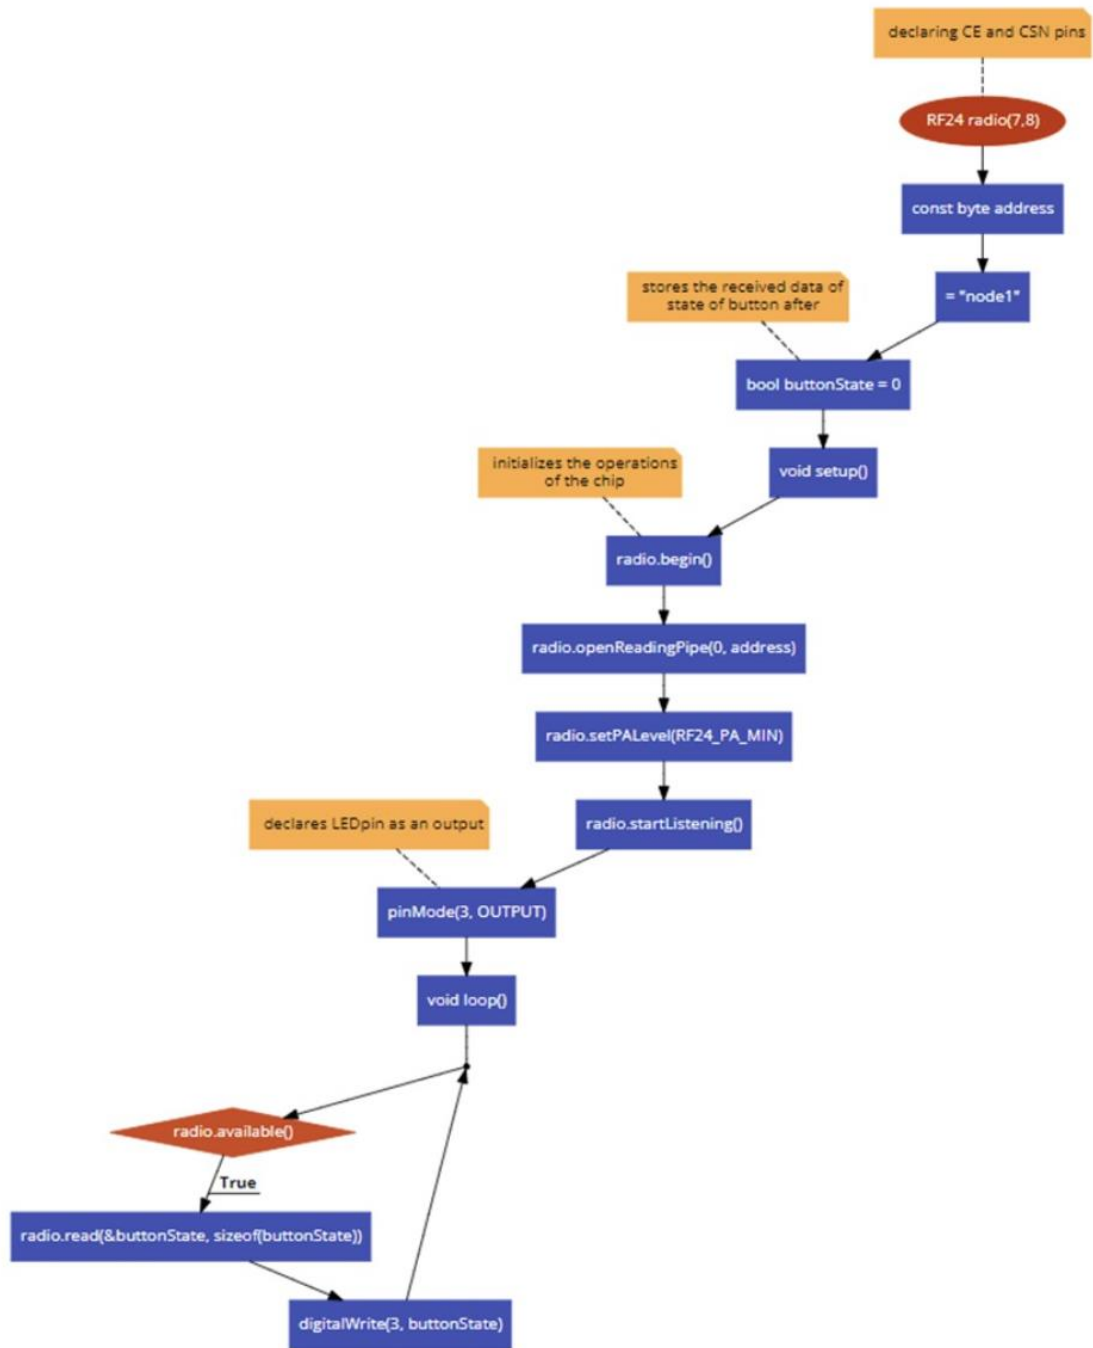 declaring CE and CSN pins
RF24 radio(7,8)
const byte address
= "node1"
stores the received data of
state of button after
bool buttonState = 0
void setup()
initializes the operations
of the chip
radio.begin()
radio.openReadingPipe(0, address)
radio.setPALevel(RF24_PA_MIN)
radio.startListening()
declares LEDpin as an output
pinMode(3, OUTPUT)
void loop()
radio.available()
True
radio.read(&buttonState, sizeof(buttonState))
digitalWrite(3, buttonState)